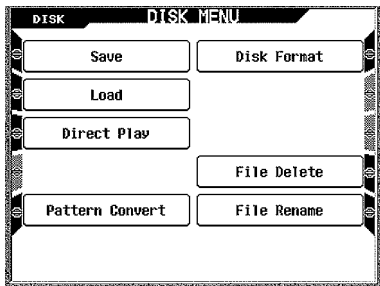 DISK
DISK MENU
Save
Disk Format
Load
Direct Play
File Delete
Pattern Convert
File Rename